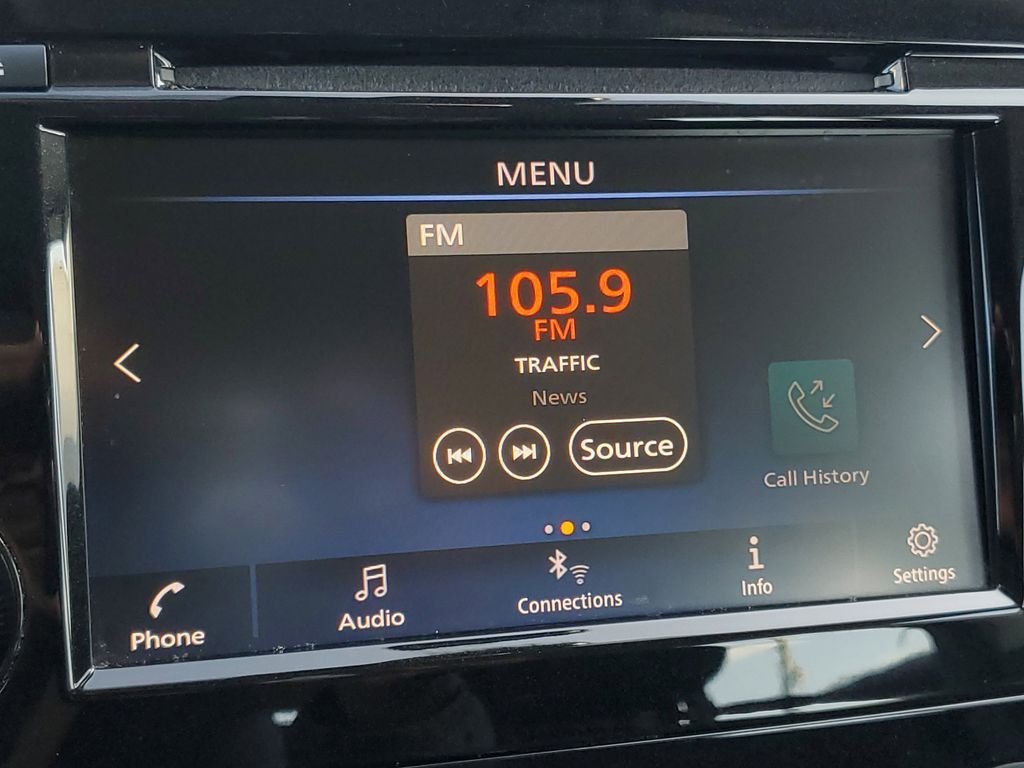 MENU
FM
105.9
FM
TRAFFIC
News
Source
Call History
Phone
Audio
Connections
Info
Settings